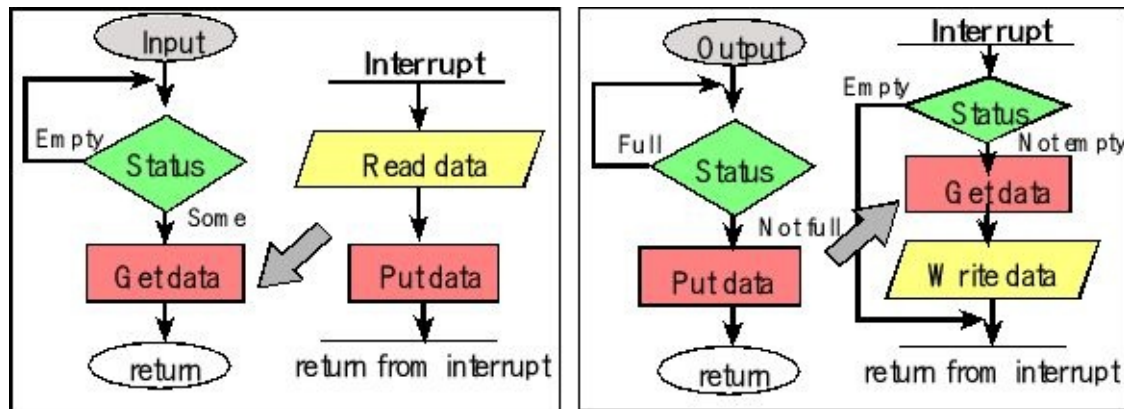 Input
Interrupt
Empty
Status
Read data
Some
Get data
Put data
return
return from interrupt
Output
Interrupt
Empty
Status
Full
Status
Not empty
Get data
Not full
Put data
Write data
return
return from interrupt